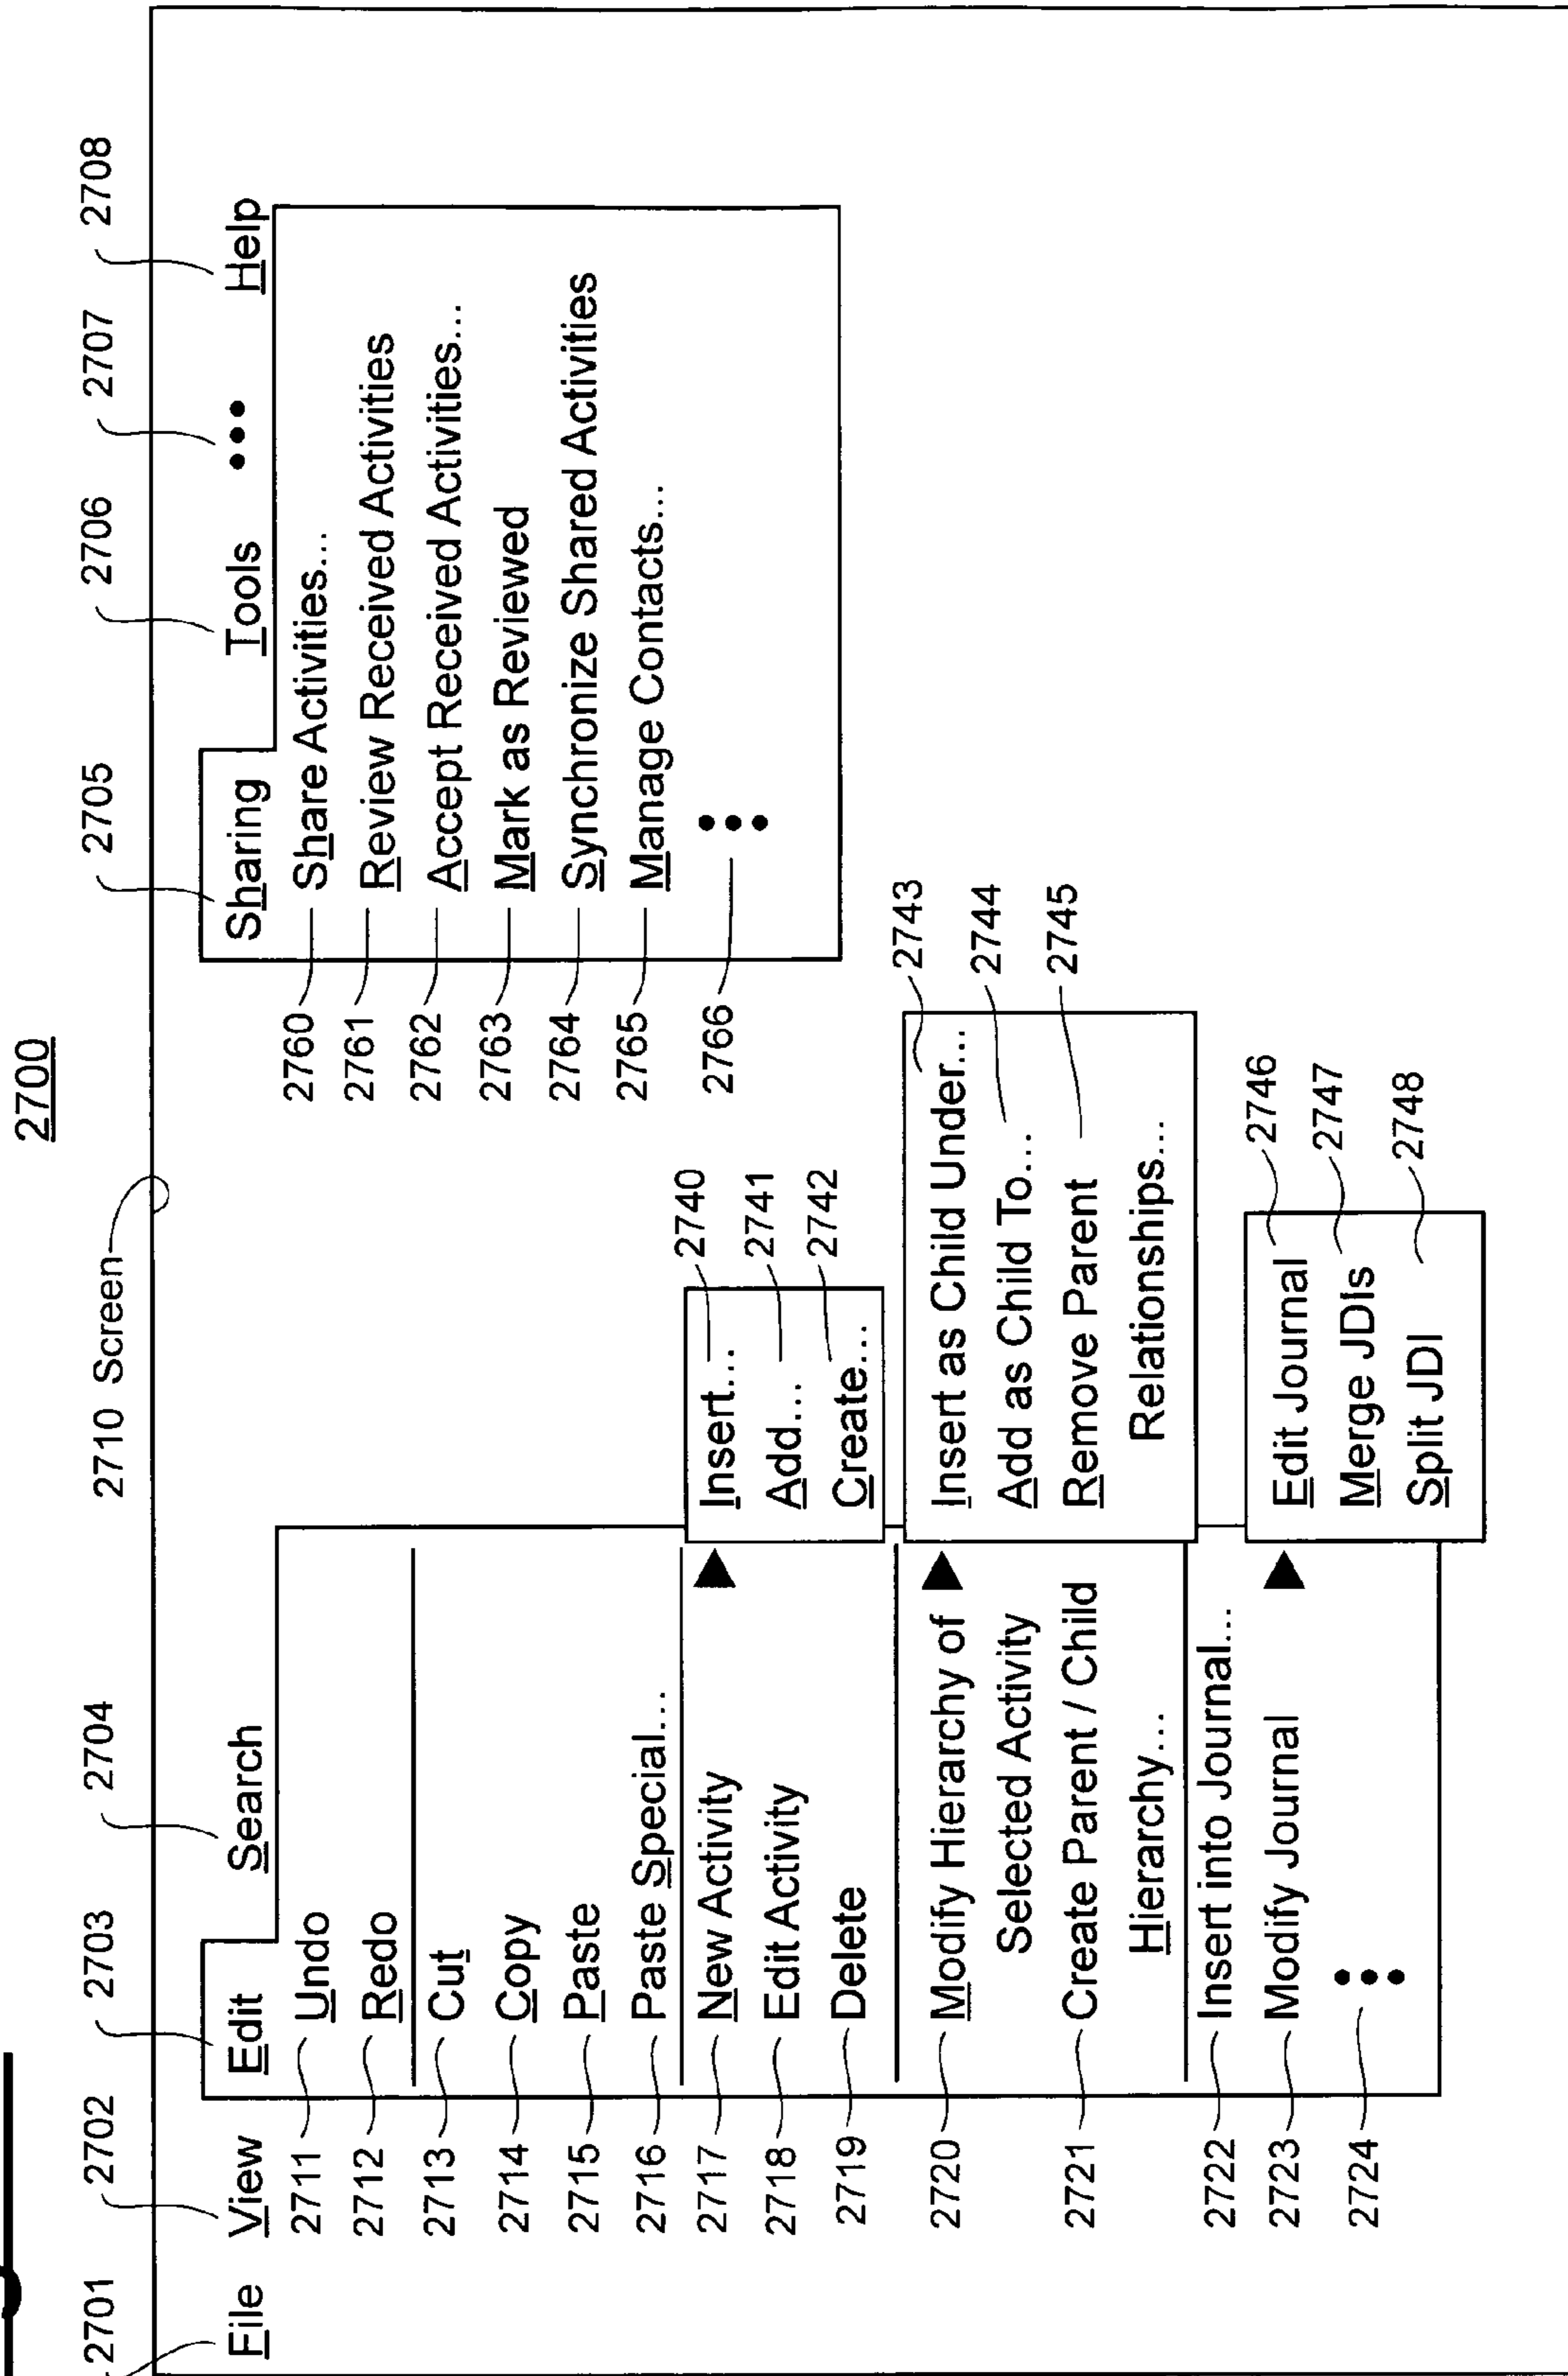 2700
2710 Screen
2701 2702 2703 2704 2705 2706 2707 2708
File View Edit Search Sharing Tools ••• Help
2711 Undo
2712 Redo
2713 Cut
2714 Copy
2715 Paste
2716 Paste Special...
2717 New Activity ▶
2718 Edit Activity
2719 Delete
2720 Modify Hierarchy of ▶
Selected Activity
2721 Create Parent / Child
Hierarchy...
2722 Insert into Journal...
2723 Modify Journal ▶
2724
Insert... 2740
Add... 2741
Create... 2742
Insert as Child Under... 2743
Add as Child To... 2744
Remove Parent 2745
Relationships...
Edit Journal 2746
Merge JDIs 2747
Split JDI 2748
2760 Share Activities...
2761 Review Received Activities
2762 Accept Received Activities...
2763 Mark as Reviewed
2764 Synchronize Shared Activities
2765 Manage Contacts...
2766